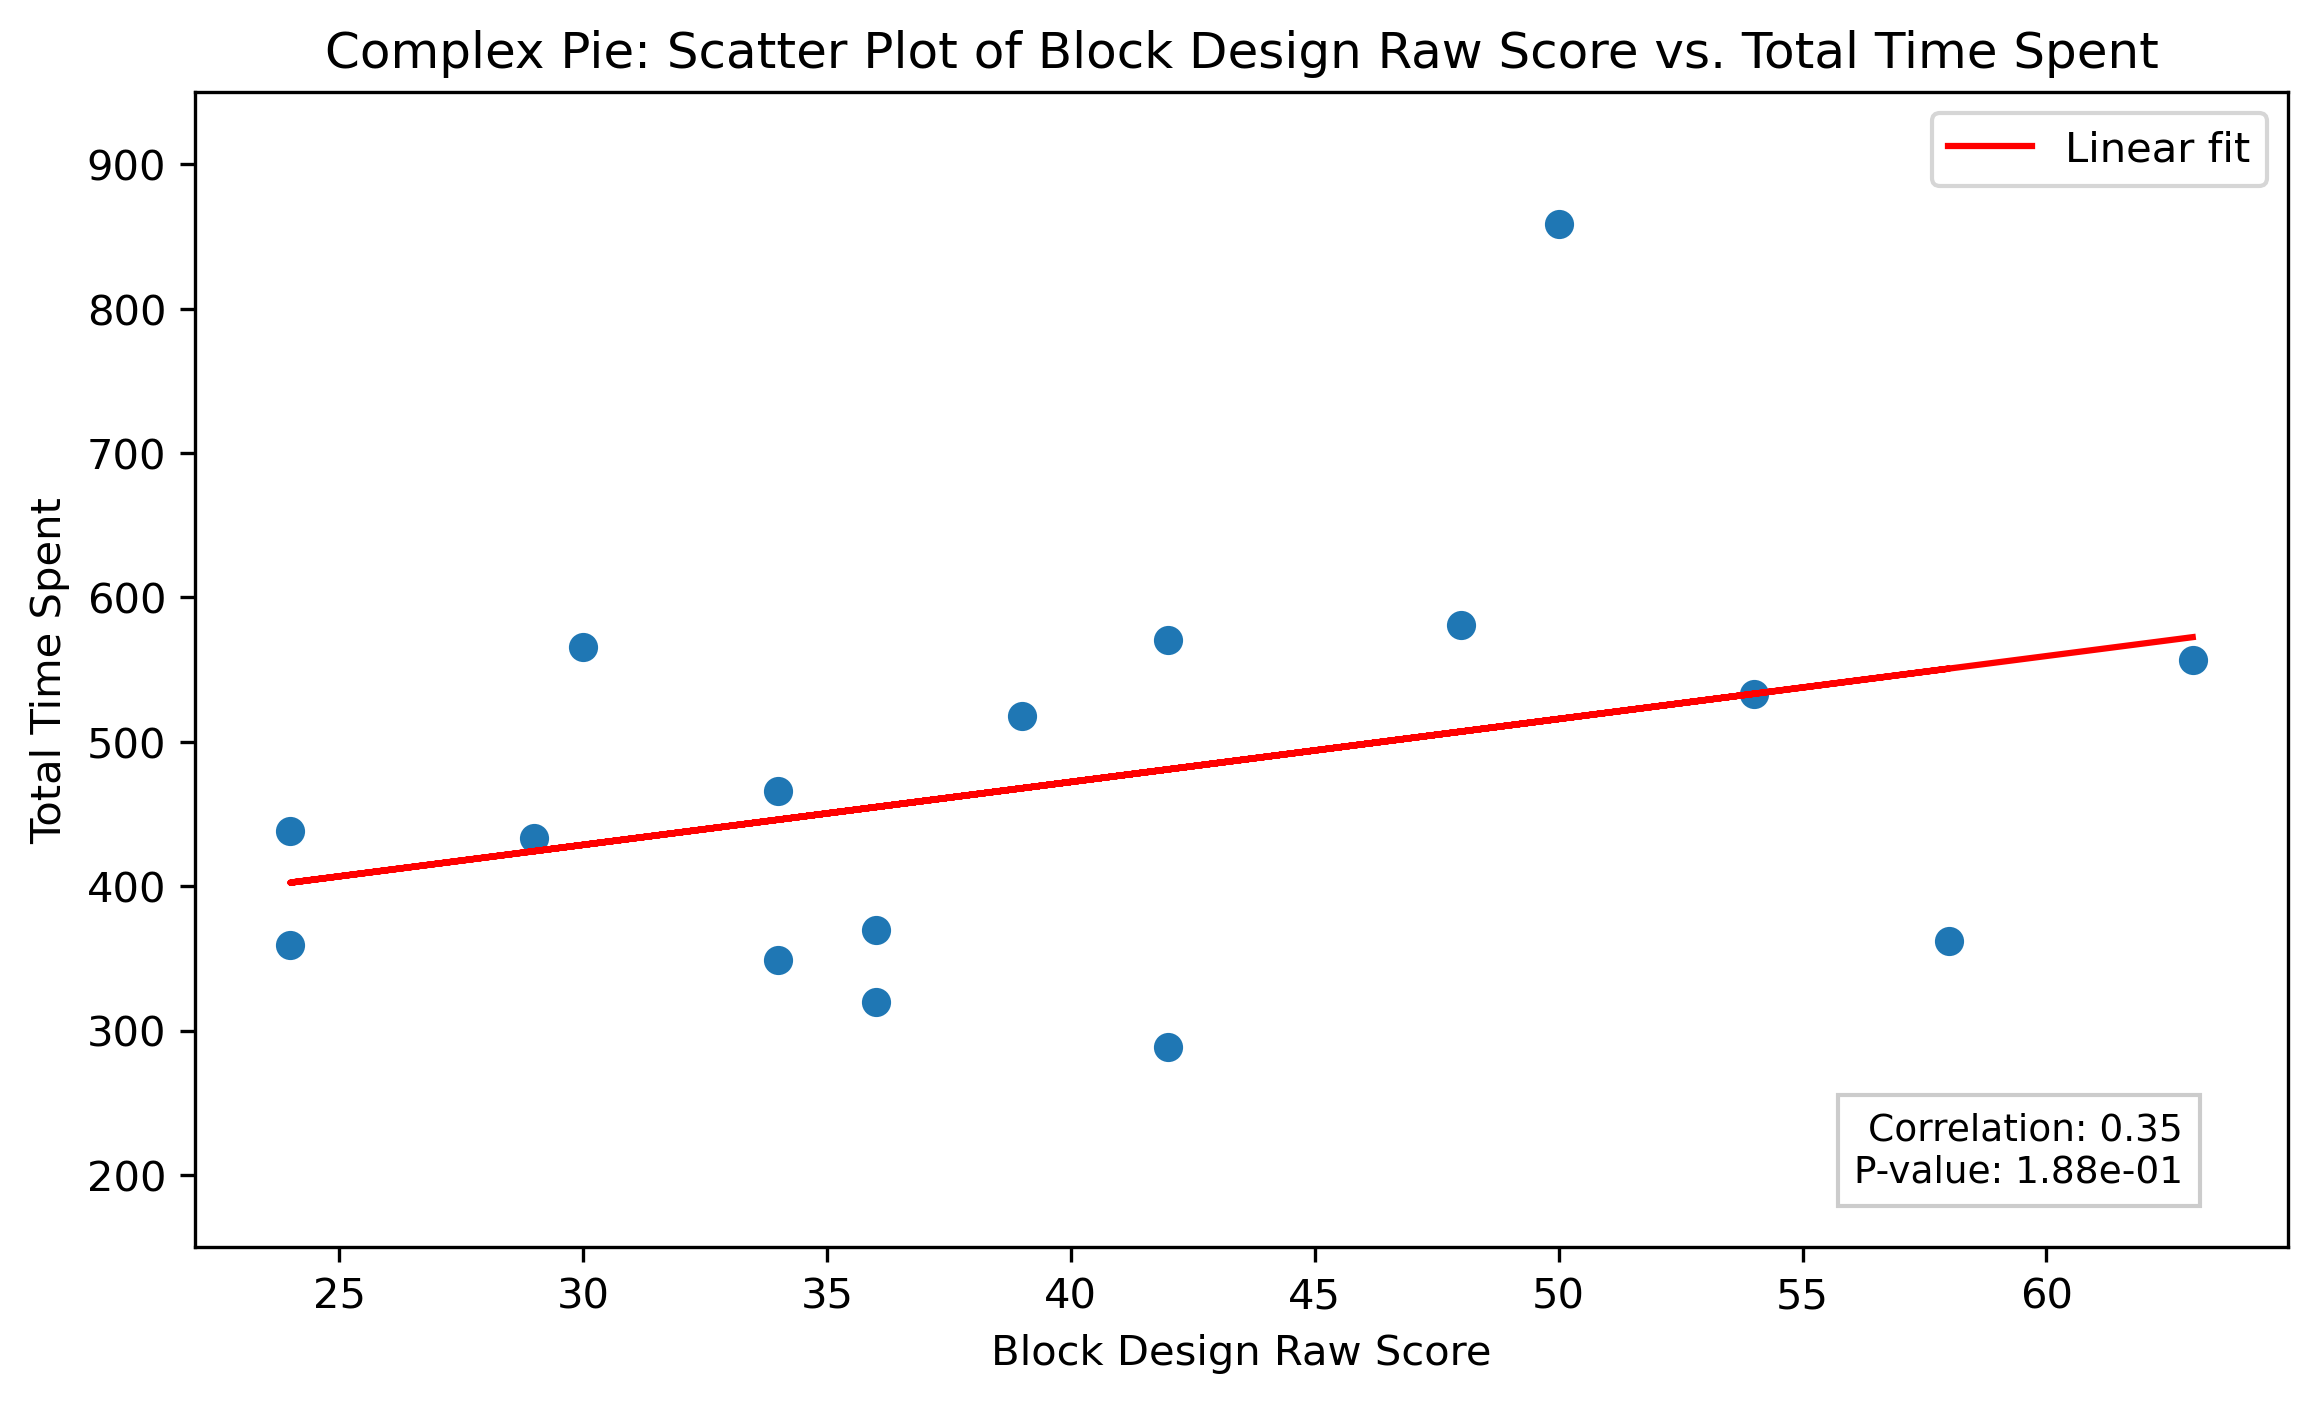 Complex Pie: Scatter Plot of Block Design Raw Score vs. Total Time Spent
Linear fit
900
800
700
600
500
400
300
200
Total Time Spent
Correlation: 0.35
P-value: 1.88e-01
25 30 35 40 45 50 55 60
Block Design Raw Score